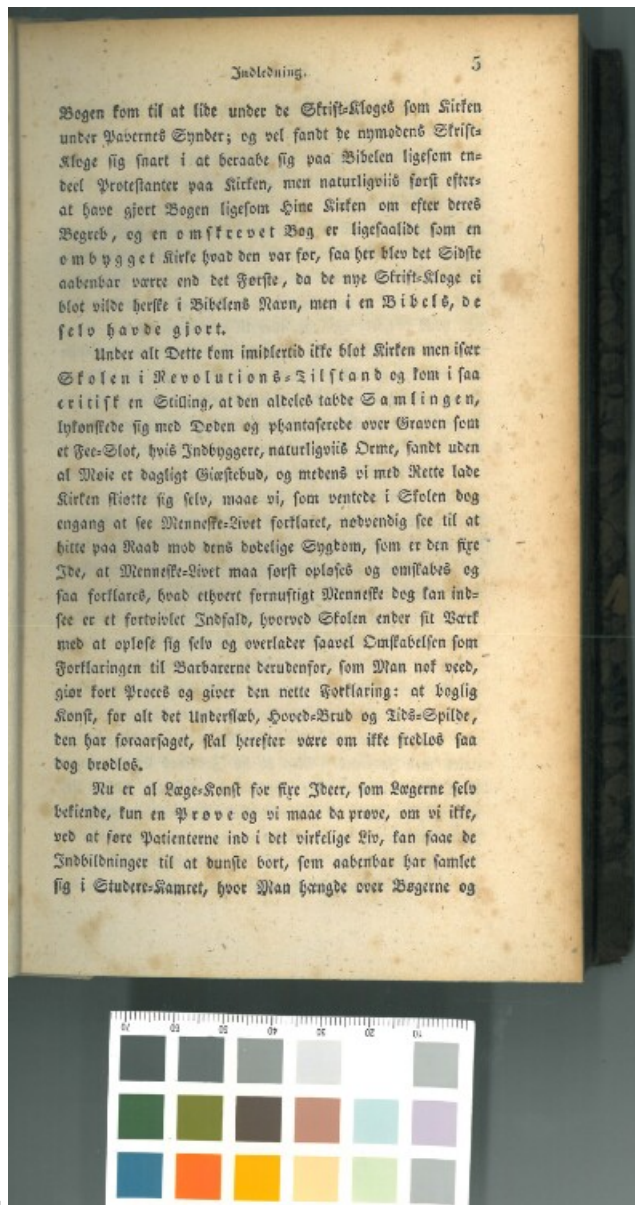 Indledning.
5
Bogen kom til at lide under de Skrift-Kloges som Kirken
under Pavernes Synder; og vel fandt de nymodens Skrift-
Kloge sig snart i at beraabe sig paa Bibelen ligesom en-
deel Protestanter paa Kirken, men naturligviis først efter-
at have gjort Bogen ligesom Hine Kirken om efter deres
Begreb, og en omskrevet Bog er ligesaalidt som en
ombygget Kirke hvad den var før, saa her blev det Sidste
aabenbar værre end det Første, da de nye Skrift-Kloge ei
blot vilde herske i Bibelens Navn, men i en Bibels, de
selv havde gjort.
Under alt Dette kom imidlertid ikke blot Kirken men især
Skolen i Revolutions-Tilstand og kom i saa
critisk en Stilling, at den aldeles tabde Samlingen,
lykønskede sig med Døden og phantaserede over Graven som
et Fee-Slot, hvis Indbyggere, naturligviis Orme, fandt uden
al Møie et dagligt Giæstebud, og medens vi med Rette lade
Kirken skiøtte sig selv, maae vi, som ventede i Skolen dog
engang at see Menneske-Livet forklaret, nødvendig see til at
hitte paa Raad mod dens dødelige Sygdom, som er den fixe
Ide, at Menneske-Livet maa først opløses og omskabes og
saa forklares, hvad ethvert fornuftigt Menneske dog kan ind-
see er et fortvivlet Indfald, hvorved Skolen ender sit Værk
med at opløse sig selv og overlader saavel Omskabelsen som
Forklaringen til Barbarerne derudenfor, som Man nok veed,
giør kort Proces og giver den nette Forklaring: at boglig
Konst, for alt det Underslæb, Hoved-Brud og Tids-Spilde,
den har foraarsaget, skal herefter være om ikke fredløs saa
dog brødløs.
Nu er al Læge-Konst for fixe Ideer, som Lægerne selv
bekiende, kun en Prøve og vi maae da prøve, om vi ikke,
ved at føre Patienterne ind i det virkelige Liv, kan faae de
Indbildninger til at dunste bort, som aabenbar har samlet
sig i Studere-Kamret, hvor Man hængde over Bøgerne og
70 60 50 40 30 20 10